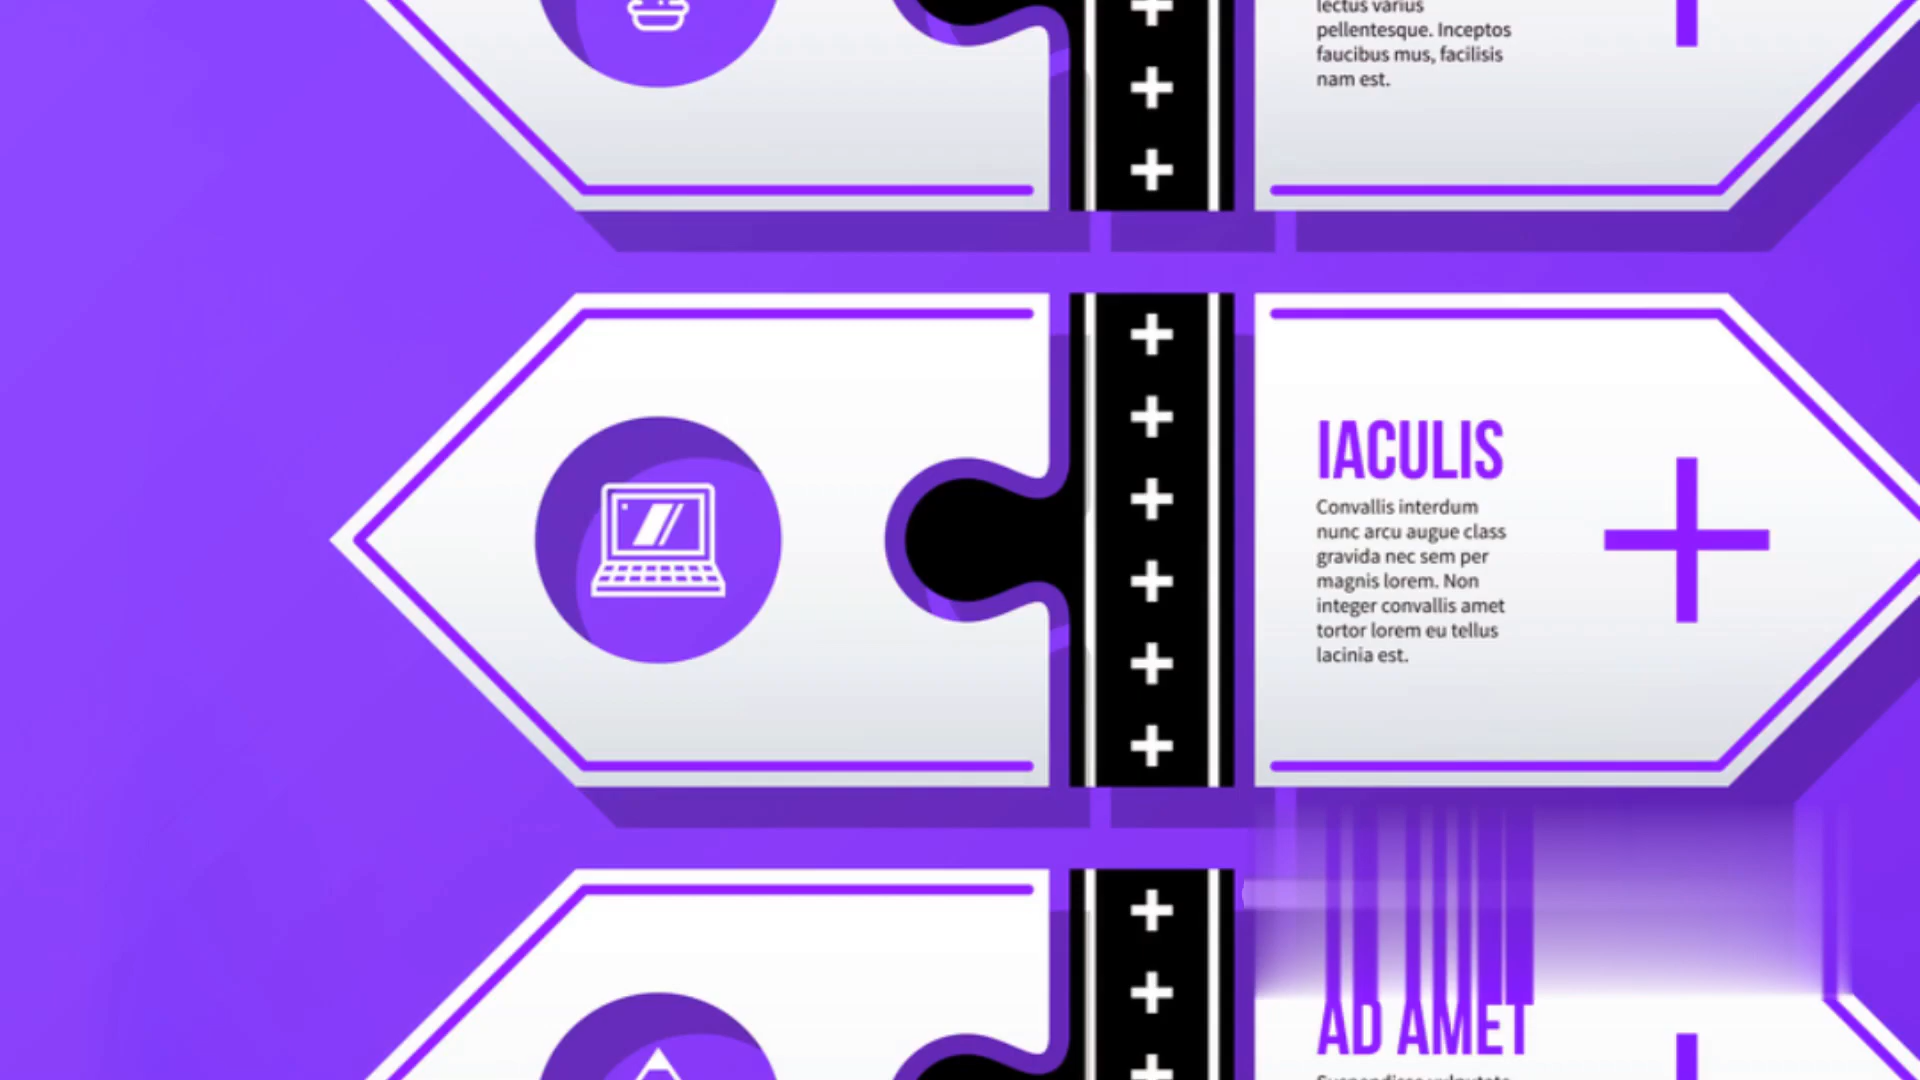 lectus varius
pellentesque. Inceptos
faucibus mus, facilisis
nam est.
IACULIS
Convallis interdum
nunc arcu augue class
gravida nec sem per
magnis lorem. Non
integer convallis amet
tortor lorem eu tellus
lacinia est.
AD AMET